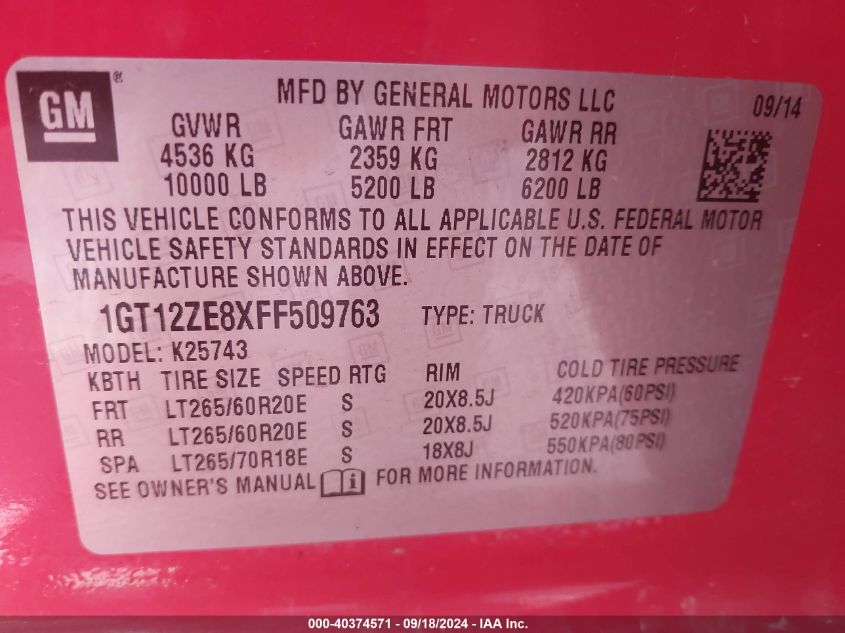 GM ®
MFD BY GENERAL MOTORS LLC
09/14
GVWR GAWR FRT GAWR RR
4536 KG 2359 KG 2812 KG
10000 LB 5200 LB 6200 LB
THIS VEHICLE CONFORMS TO ALL APPLICABLE U.S. FEDERAL MOTOR
VEHICLE SAFETY STANDARDS IN EFFECT ON THE DATE OF
MANUFACTURE SHOWN ABOVE.
1GT12ZE8XFF509763 TYPE: TRUCK
MODEL: K25743
KBTH TIRE SIZE SPEED RTG RIM COLD TIRE PRESSURE
FRT LT265/60R20E S 20X8.5J 420KPA(60PSI)
RR LT265/60R20E S 20X8.5J 520KPA(75PSI)
SPA LT265/70R18E S 18X8J 550KPA(80PSI)
SEE OWNER'S MANUAL i FOR MORE INFORMATION.
000-40374571 - 09/18/2024 - IAA Inc.